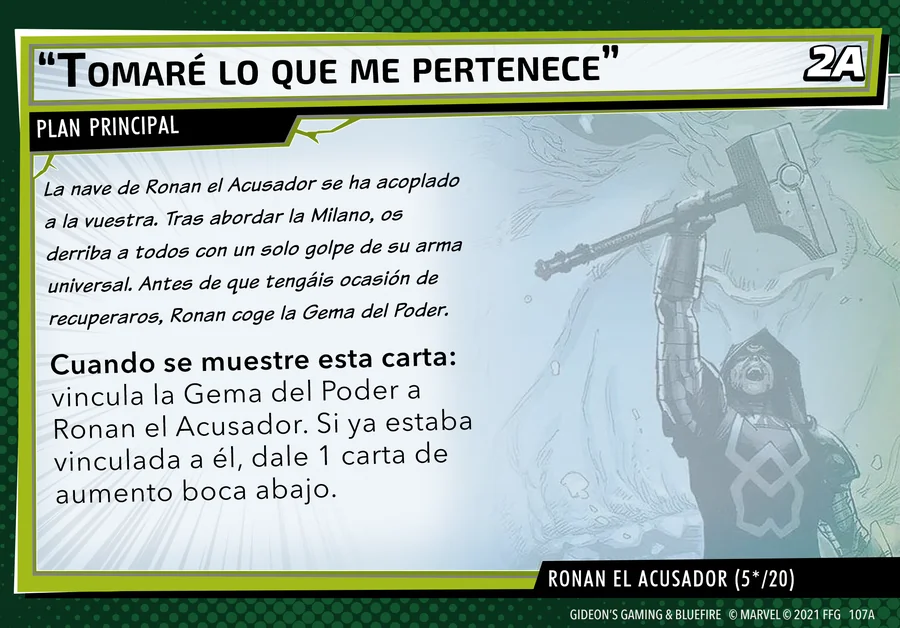 “TOMARÉ LO QUE ME PERTENECE”
2A
PLAN PRINCIPAL
La nave de Ronan el Acusador se ha acoplado
a la vuestra. Tras abordar la Milano, os
derriba a todos con un solo golpe de su arma
universal. Antes de que tengáis ocasión de
recuperaros, Ronan coge la Gema del Poder.
Cuando se muestre esta carta:
vincula la Gema del Poder a
Ronan el Acusador. Si ya estaba
vinculada a él, dale 1 carta de
aumento boca abajo.
RONAN EL ACUSADOR (5*/20)
GIDEON'S GAMING & BLUEFIRE © MARVEL © 2021 FFG 107A